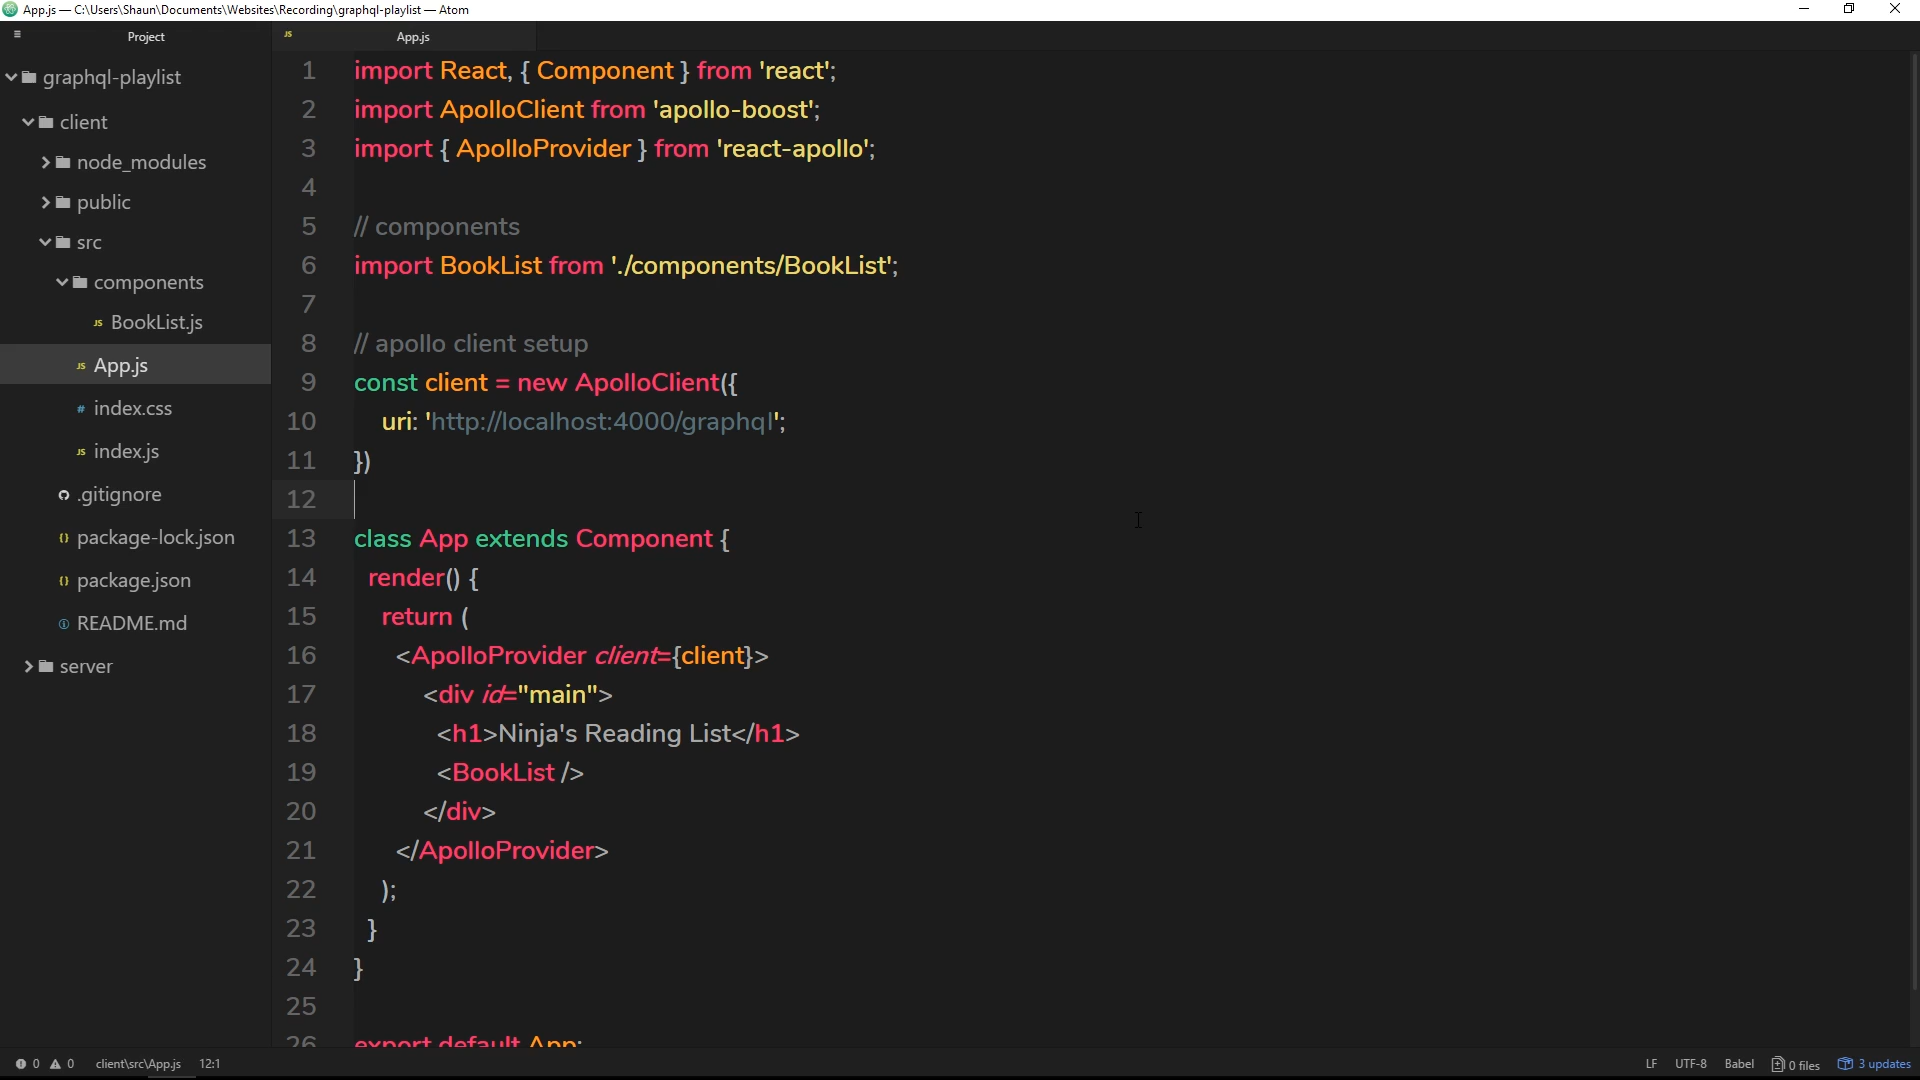 App.js — C:\Users\Shaun\Documents\Websites\Recording\graphql-playlist — Atom
Project
App.js
graphql-playlist
client
node_modules
public
src
components
BookList.js
App.js
index.css
index.js
.gitignore
package-lock.json
package.json
README.md
server
1 import React, { Component } from 'react';
2 import ApolloClient from 'apollo-boost';
3 import { ApolloProvider } from 'react-apollo';
4
5 // components
6 import BookList from './components/BookList';
7
8 // apollo client setup
9 const client = new ApolloClient({
10 uri: 'http://localhost:4000/graphql';
11 })
12
13 class App extends Component {
14 render() {
15 return (
16 <ApolloProvider client={client}>
17 <div id="main">
18 <h1>Ninja's Reading List</h1>
19 <BookList />
20 </div>
21 </ApolloProvider>
22 );
23 }
24 }
25
26 export default App;
0 0 client\src\App.js 12:1
LF UTF-8 Babel 0 files 3 updates